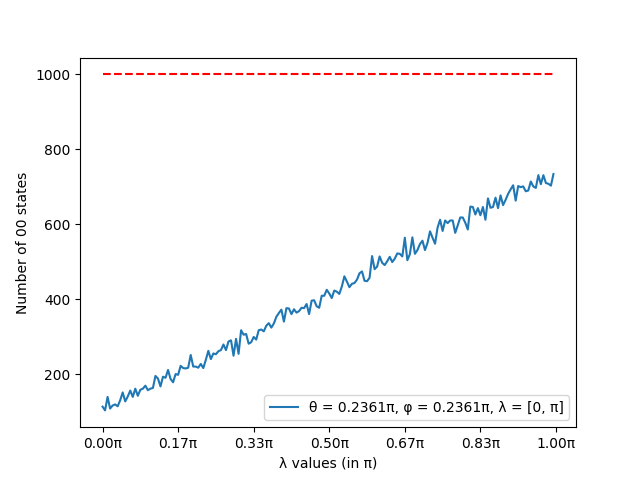 1000
800
600
400
200
Number of 00 states
θ = 0.2361π, φ = 0.2361π, λ = [0, π]
0.00π 0.17π 0.33π 0.50π 0.67π 0.83π 1.00π
λ values (in π)